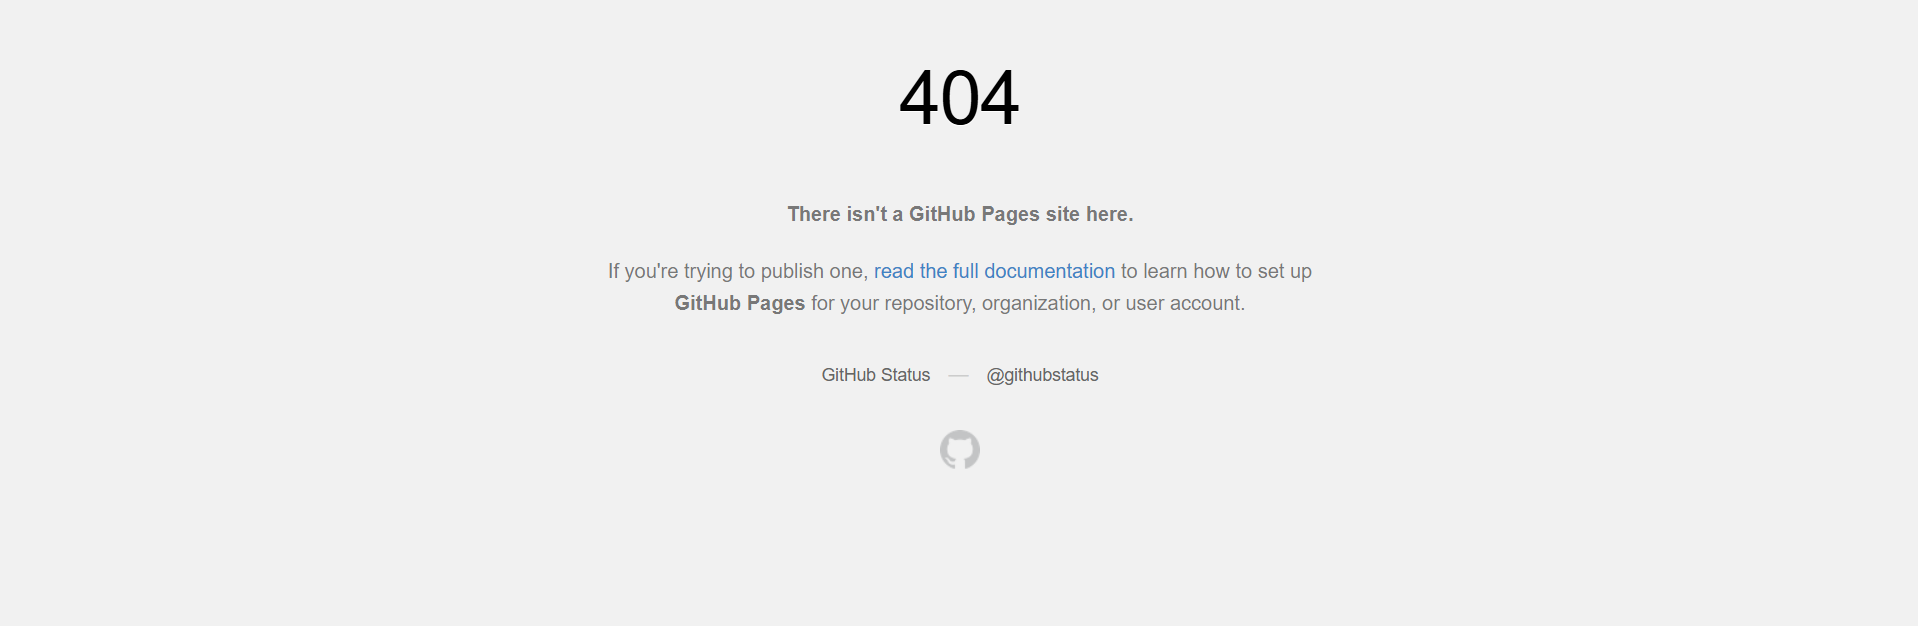 404
There isn't a GitHub Pages site here.
If you're trying to publish one, read the full documentation to learn how to set up
GitHub Pages for your repository, organization, or user account.
GitHub Status — @githubstatus